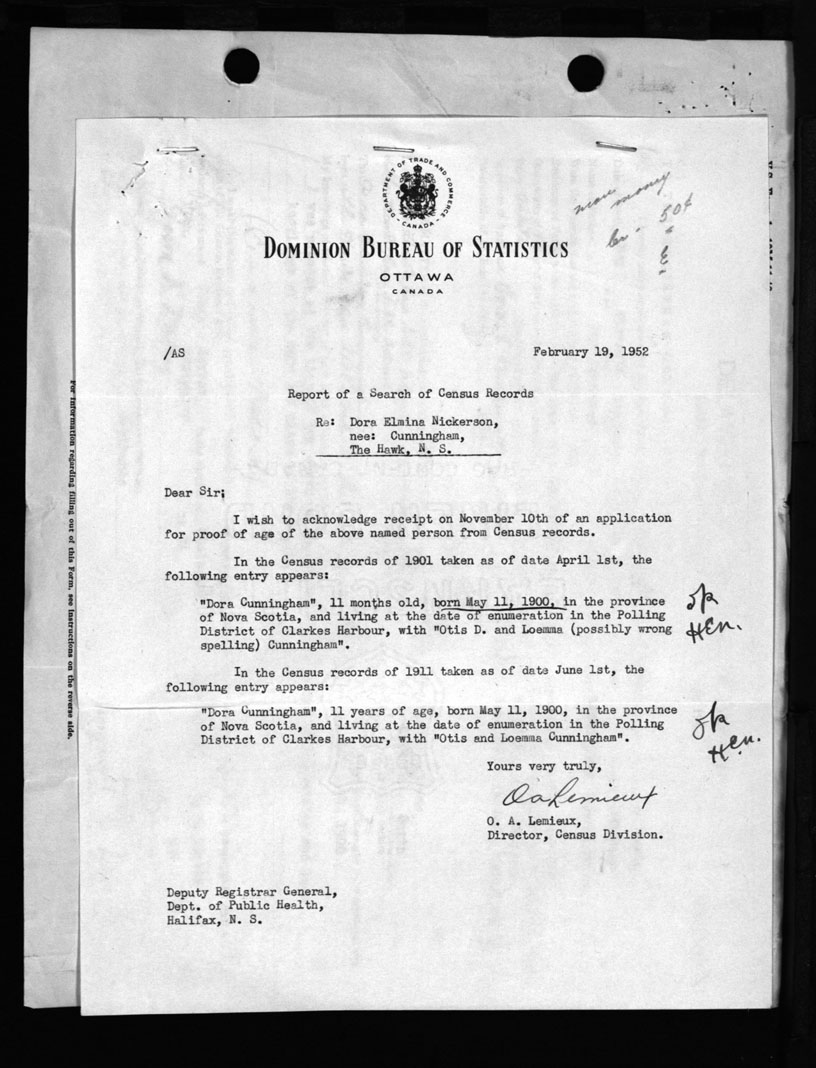 DEPARTMENT OF TRADE AND COMMERCE
- CANADA -
more money
50¢
DOMINION BUREAU OF STATISTICS
OTTAWA
CANADA
/AS
February 19, 1952
Report of a Search of Census Records
Re: Dora Elmina Nickerson,
nee: Cunningham,
The Hawk, N. S.
Dear Sir;
I wish to acknowledge receipt on November 10th of an application
for proof of age of the above named person from Census records.
In the Census records of 1901 taken as of date April 1st, the
following entry appears:
"Dora Cunningham", 11 months old, born May 11, 1900, in the province
of Nova Scotia, and living at the date of enumeration in the Polling
District of Clarkes Harbour, with "Otis D. and Loemma (possibly wrong
spelling) Cunningham".
In the Census records of 1911 taken as of date June 1st, the
following entry appears:
"Dora Cunningham", 11 years of age, born May 11, 1900, in the province
of Nova Scotia, and living at the date of enumeration in the Polling
District of Clarkes Harbour, with "Otis and Loemma Cunningham".
Yours very truly,
O A Lemieux
O. A. Lemieux,
Director, Census Division.
Deputy Registrar General,
Dept. of Public Health,
Halifax, N. S.
For information regarding filling out of this Form, see instructions on the reverse side.